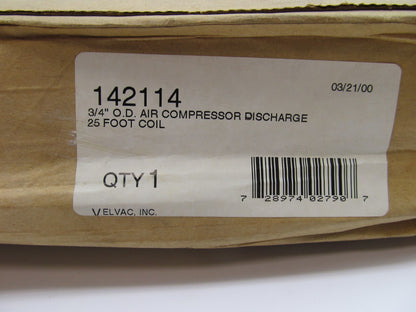 142114 03/21/00
3/4" O.D. AIR COMPRESSOR DISCHARGE
25 FOOT COIL
QTY 1
7 28974 02790 7
VELVAC, INC.